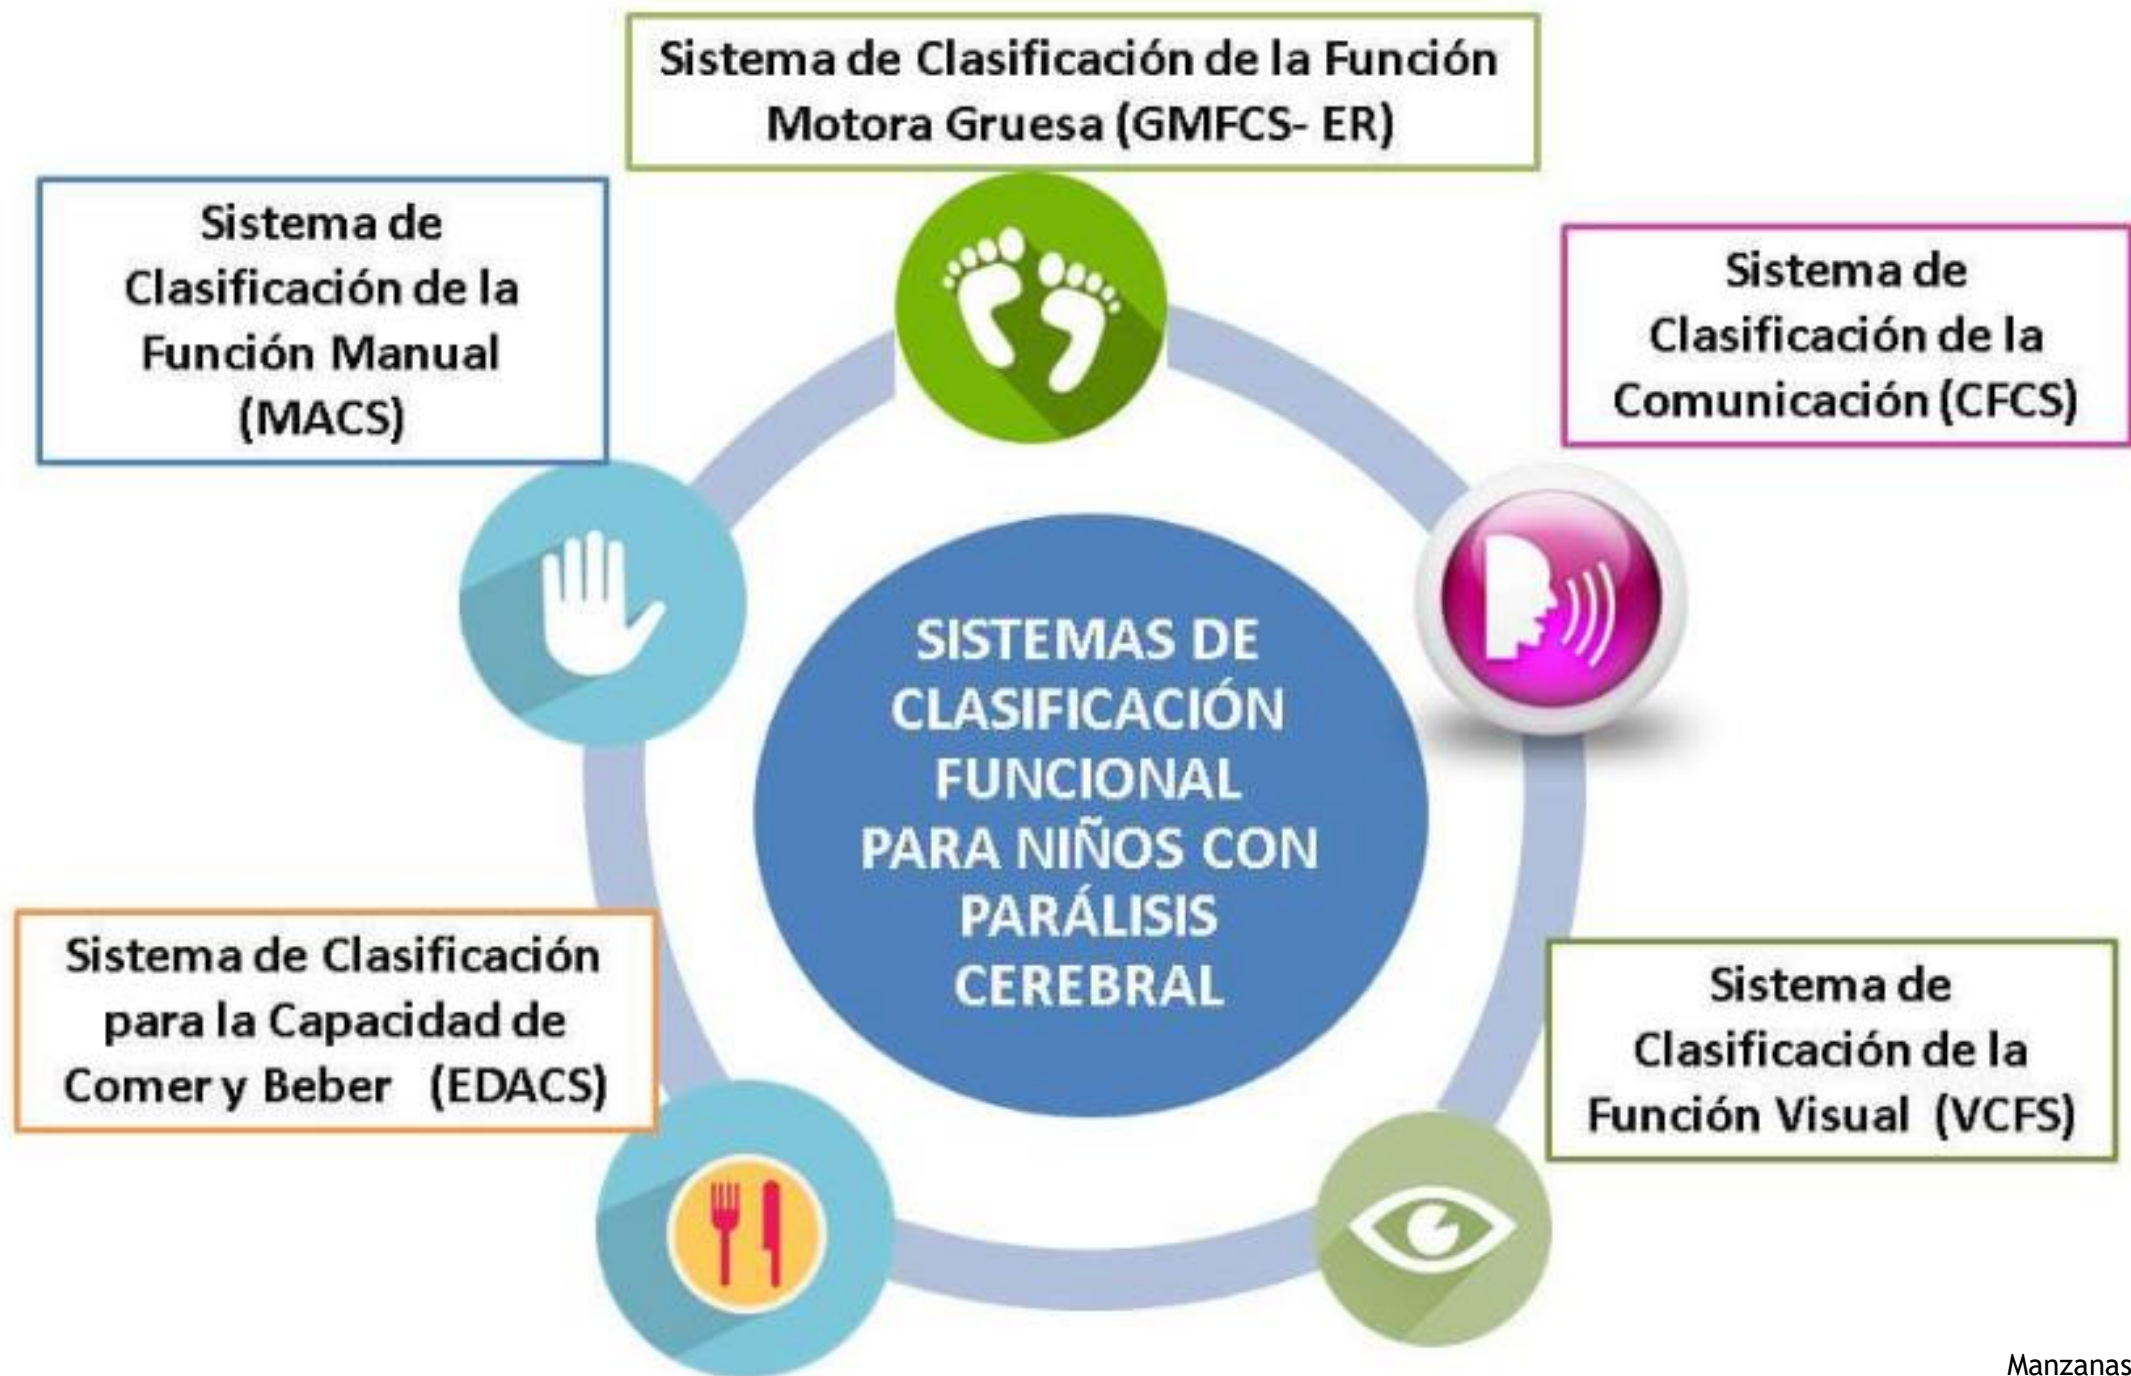 Sistema de Clasificación de la Función
Motora Gruesa (GMFCS- ER)
Sistema de
Clasificación de la
Función Manual
(MACS)
Sistema de
Clasificación de la
Comunicación (CFCS)
SISTEMAS DE
CLASIFICACIÓN
FUNCIONAL
PARA NIÑOS CON
PARÁLISIS
CEREBRAL
Sistema de Clasificación
para la Capacidad de
Comer y Beber (EDACS)
Sistema de
Clasificación de la
Función Visual (VCFS)
Manzanas